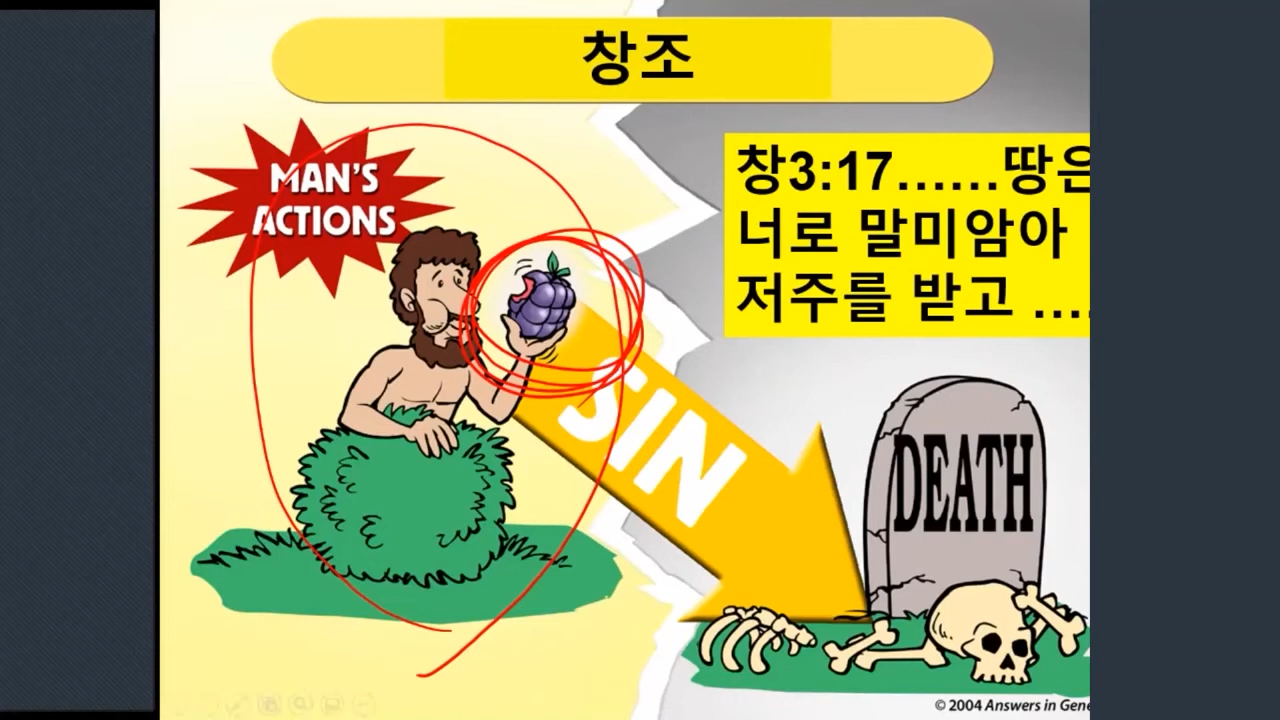 창조
MAN'S
ACTIONS
창3:17......땅은
너로 말미암아
저주를 받고 ....
SIN
DEATH
© 2004 Answers in Gene